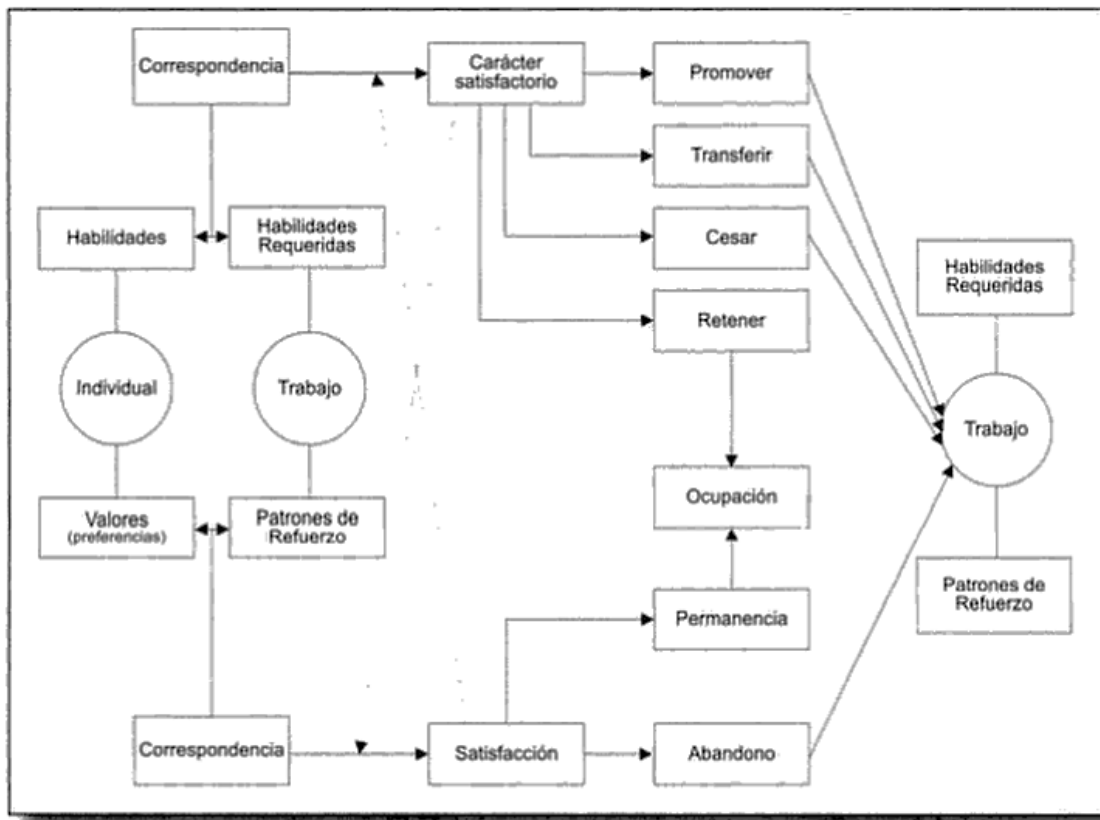 Correspondencia
Carácter
satisfactorio
Promover
Transferir
Habilidades
Habilidades
Requeridas
Cesar
Habilidades
Requeridas
Retener
Individual
Trabajo
Trabajo
Ocupación
Valores
(preferencias)
Patrones de
Refuerzo
Patrones de
Refuerzo
Permanencia
Correspondencia
Satisfacción
Abandono